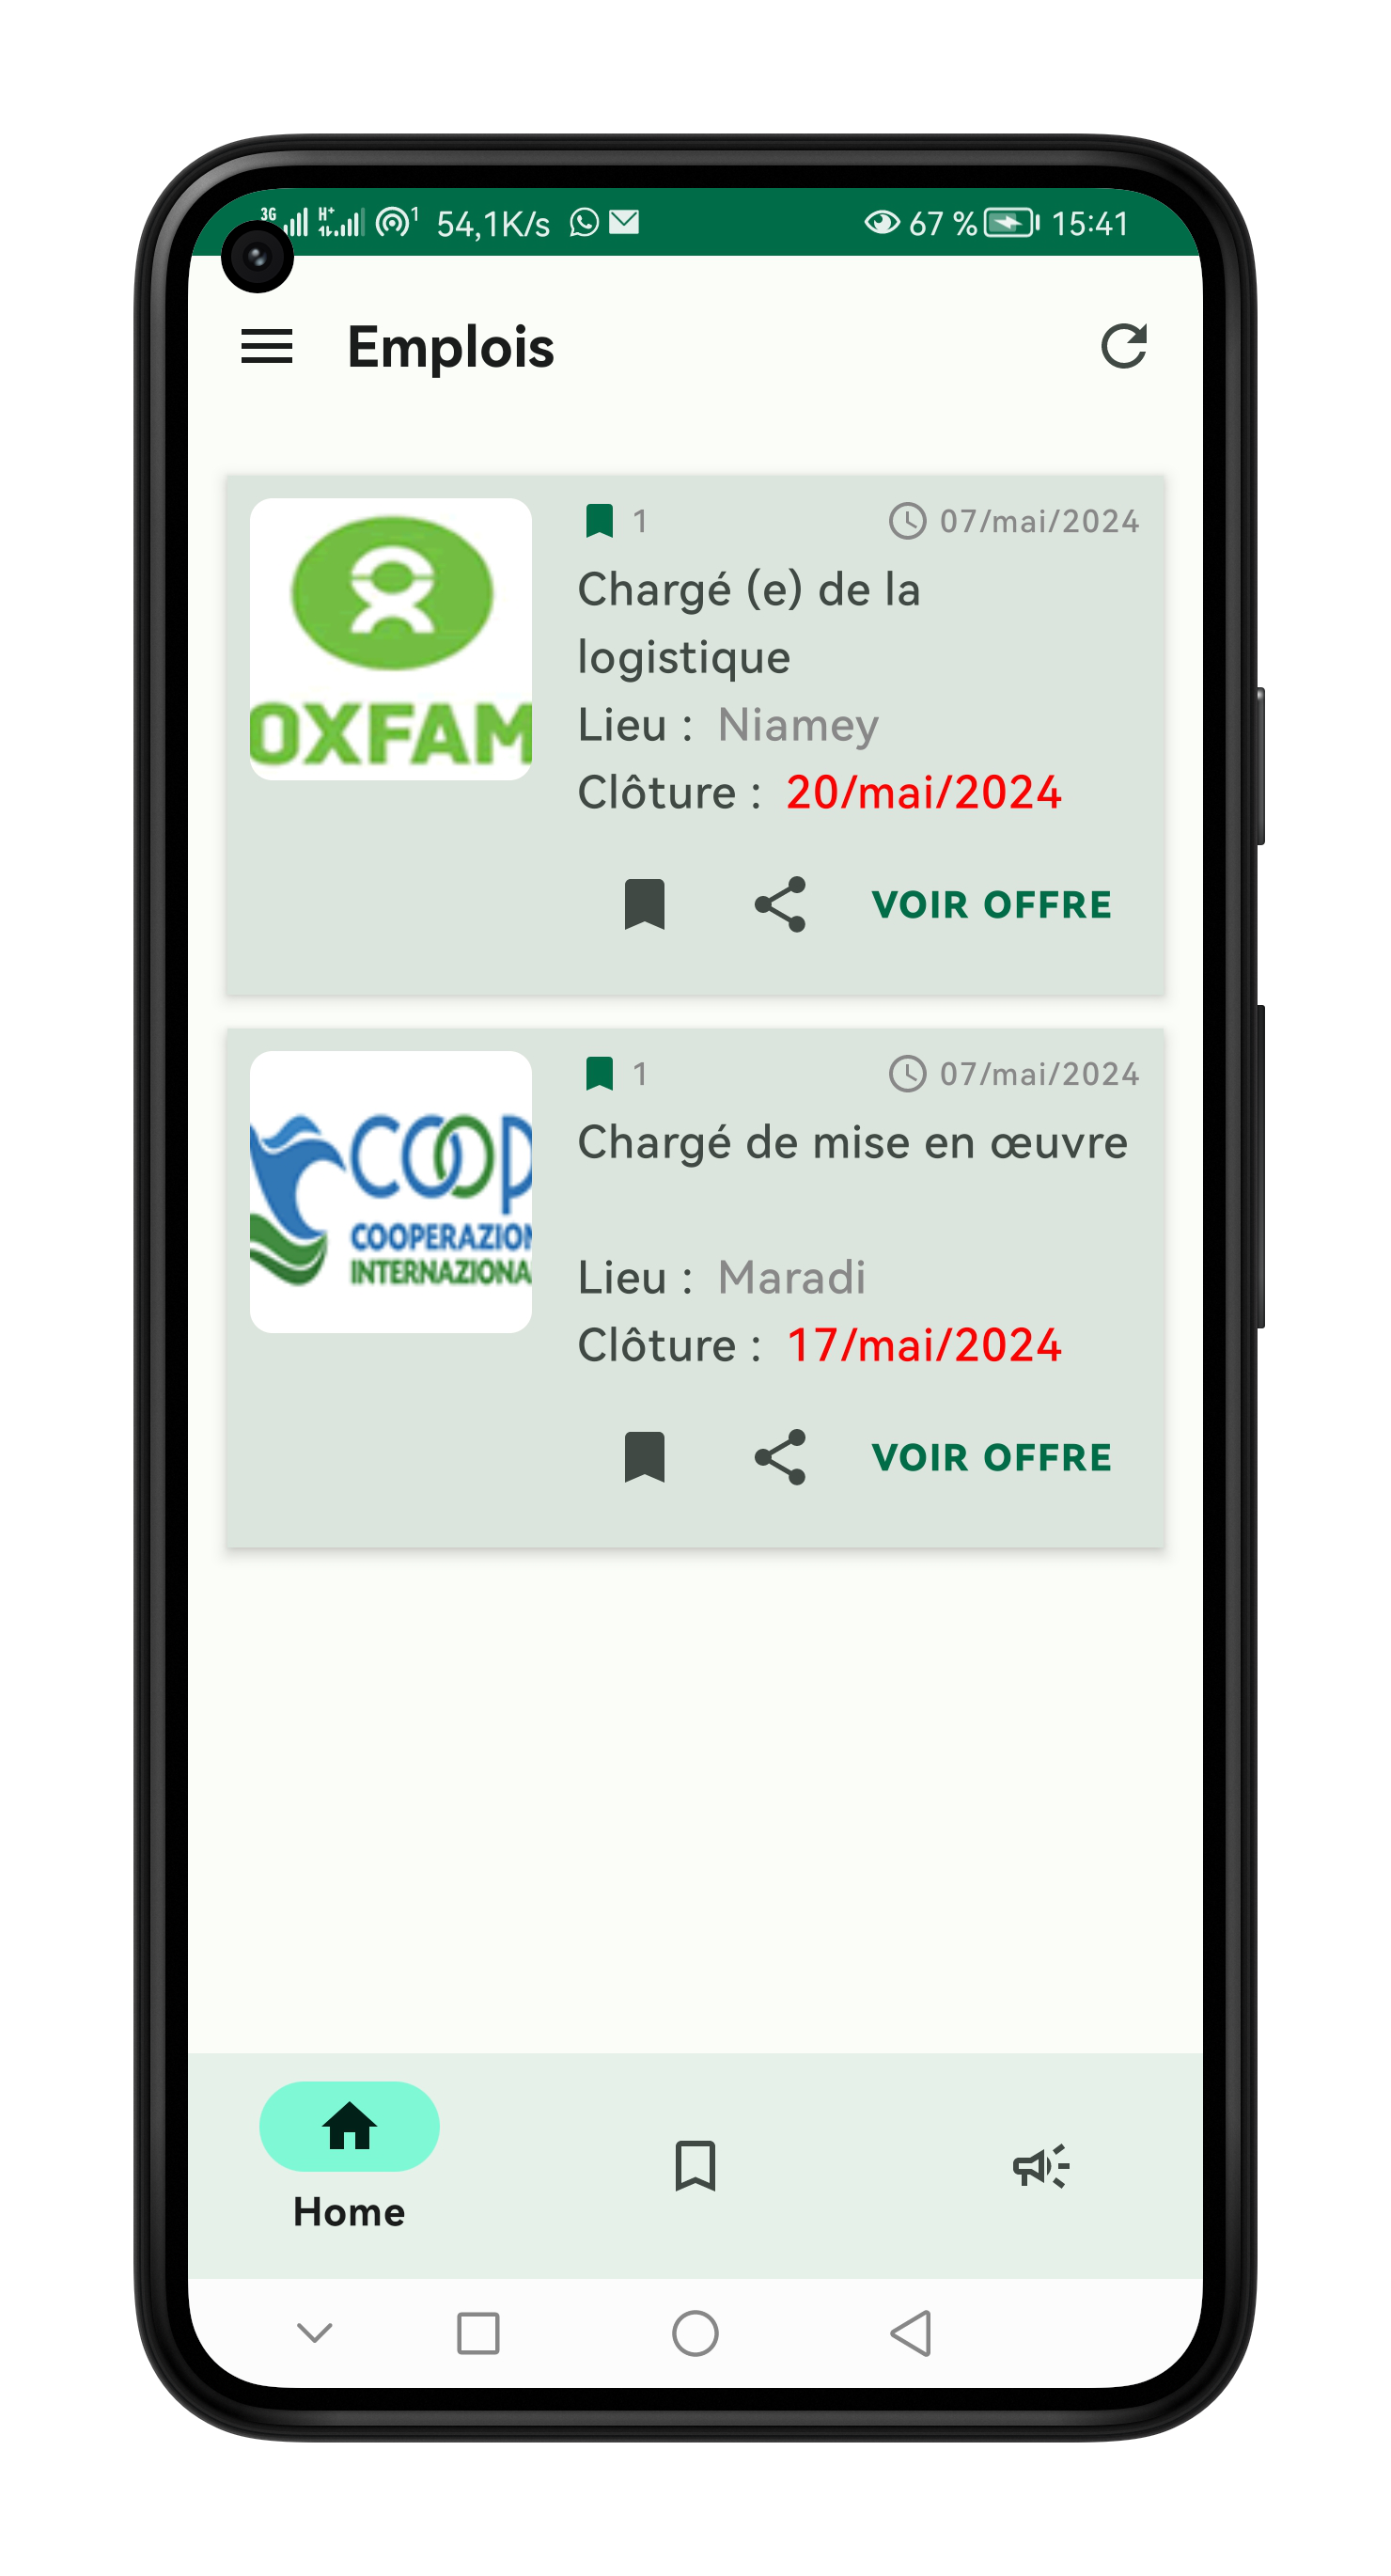 3G H+ 1 54,1K/s 67 % 15:41
Emplois
OXFAM
1 07/mai/2024
Chargé (e) de la
logistique
Lieu : Niamey
Clôture : 20/mai/2024
VOIR OFFRE
COOP
COOPERAZION
INTERNAZIONA
1 07/mai/2024
Chargé de mise en œuvre
Lieu : Maradi
Clôture : 17/mai/2024
VOIR OFFRE
Home